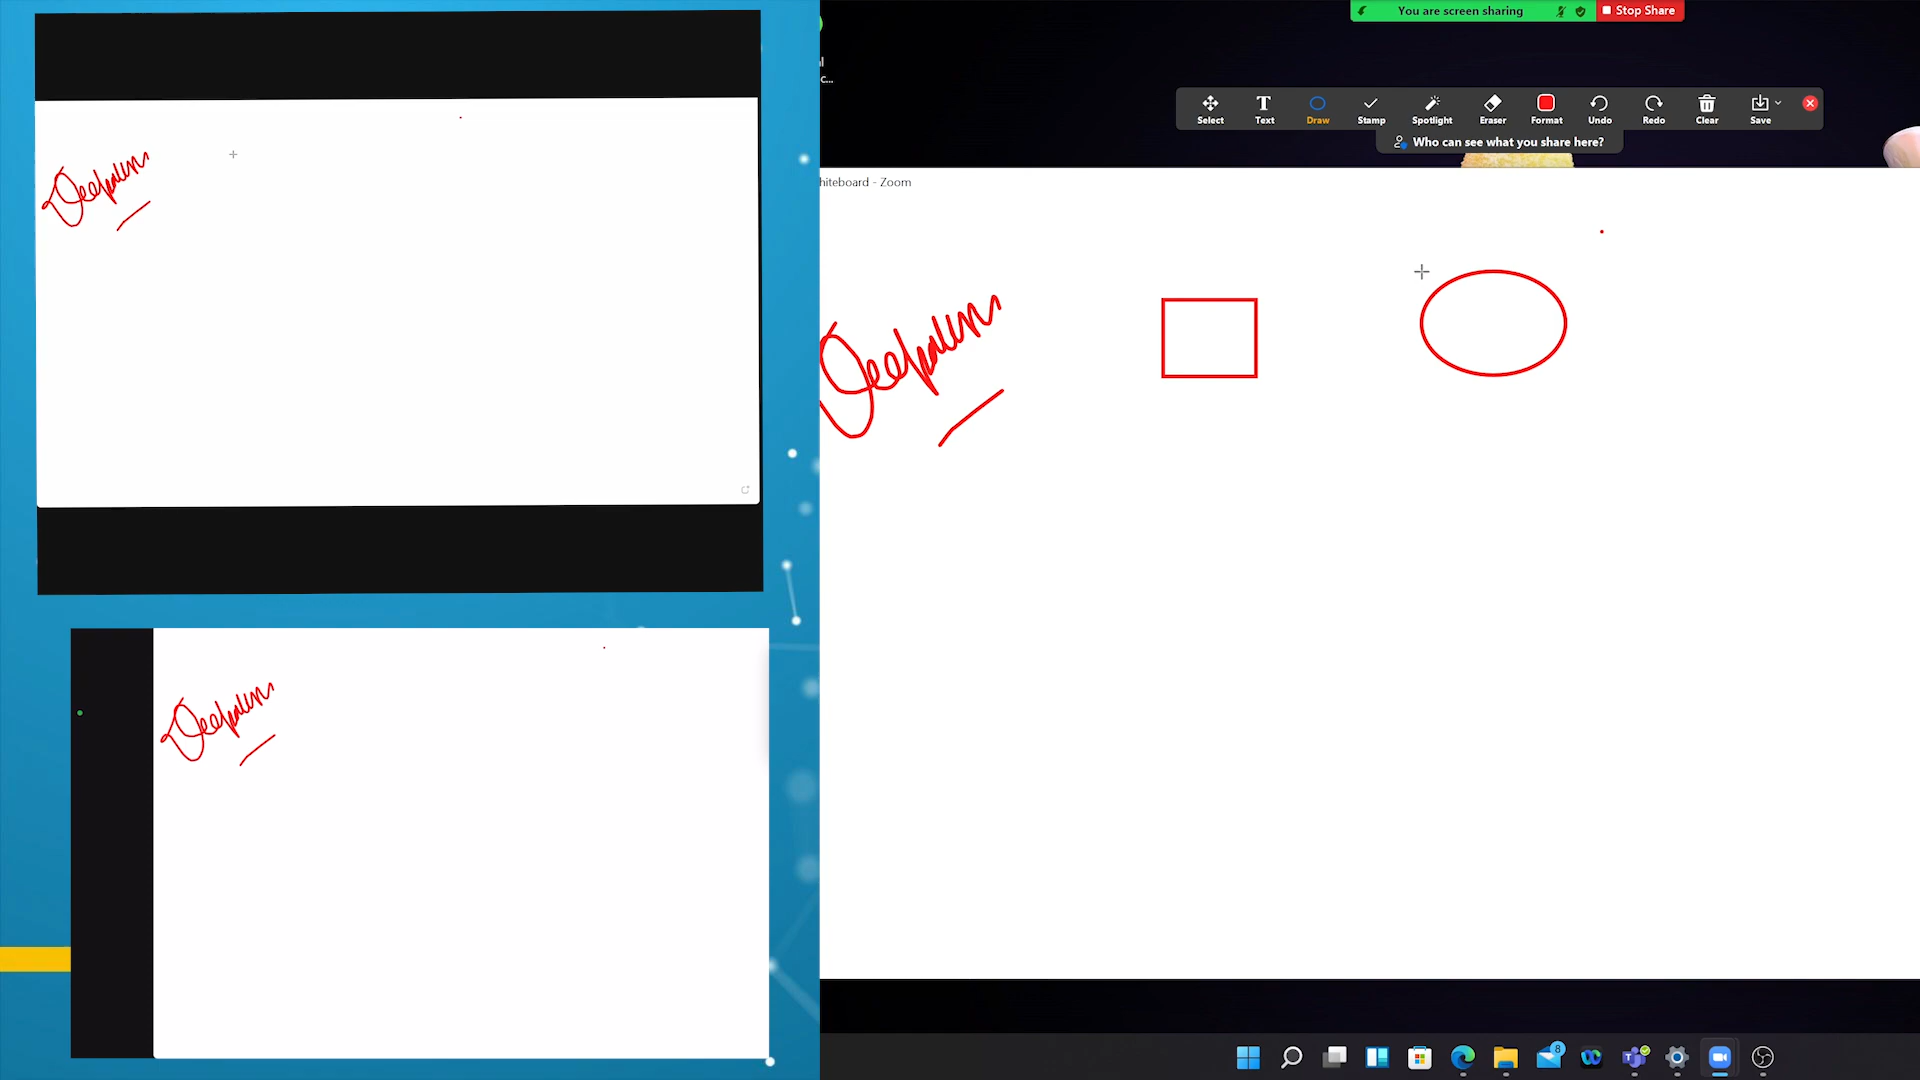 You are screen sharing
Stop Share
Select
Text
Draw
Stamp
Spotlight
Eraser
Format
Undo
Redo
Clear
Save
Who can see what you share here?
hiteboard - Zoom
8